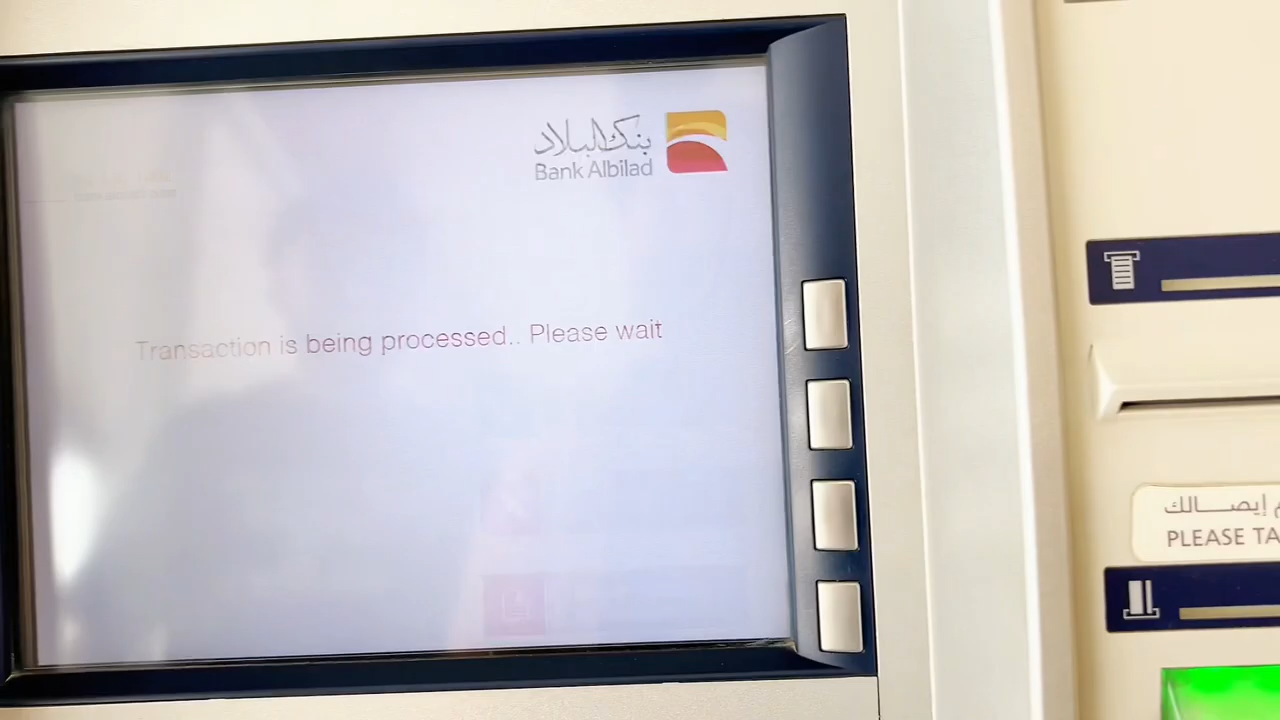 بنك البلاد
Bank Albilad
Transaction is being processed.. Please wait
إيصالك
PLEASE TA